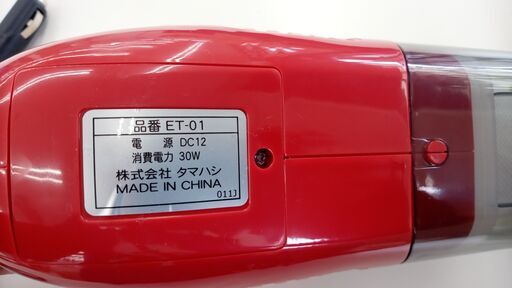 品番 ET-01
電 源 DC12
消費電力 30W
株式会社 タマハシ
MADE IN CHINA
011J